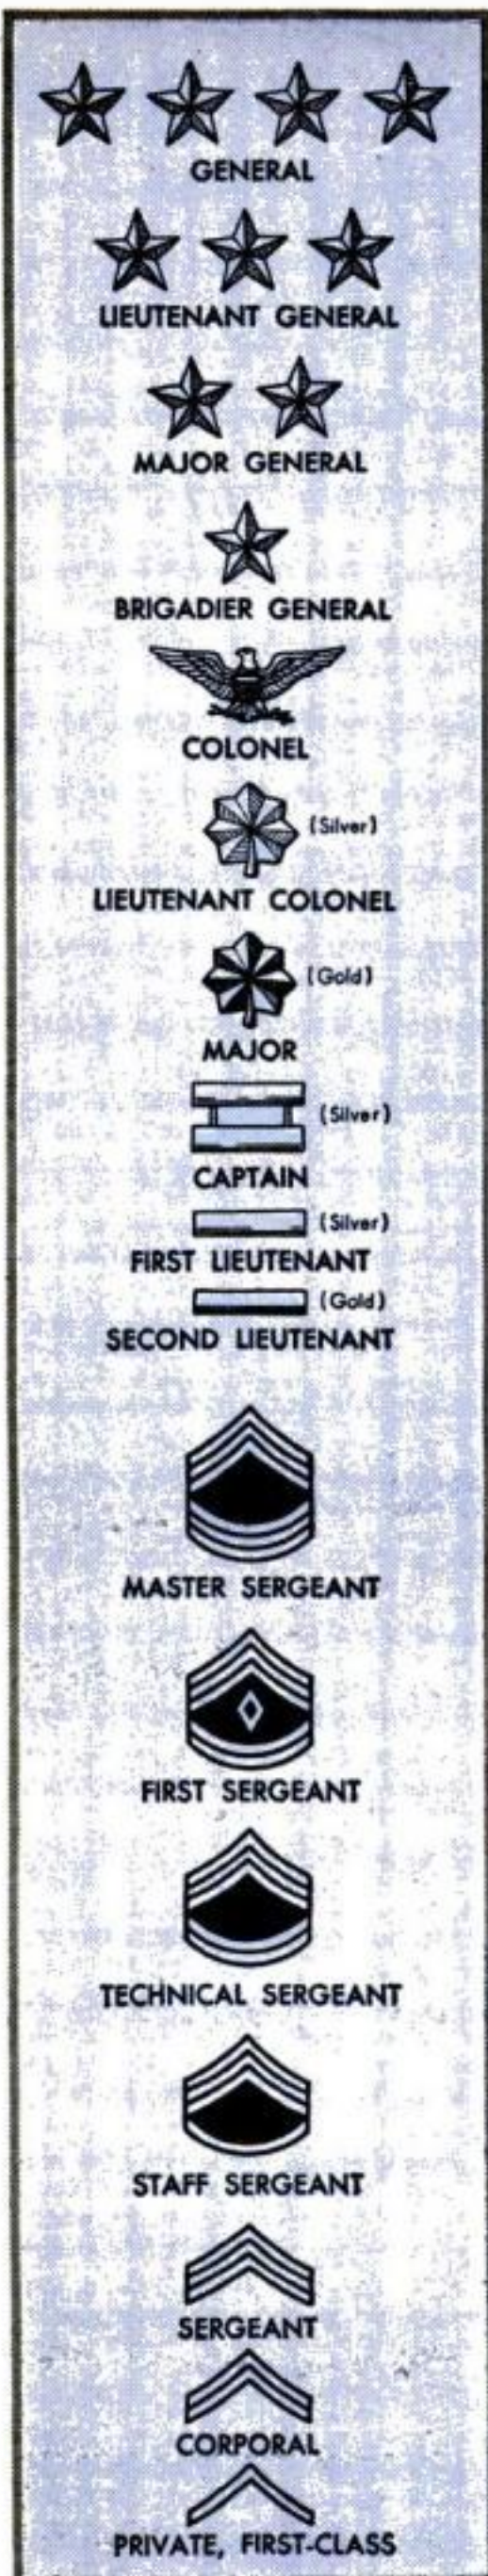 GENERAL
LIEUTENANT GENERAL
MAJOR GENERAL
BRIGADIER GENERAL
COLONEL
(Silver)
LIEUTENANT COLONEL
(Gold)
MAJOR
(Silver)
CAPTAIN
(Silver)
FIRST LIEUTENANT
(Gold)
SECOND LIEUTENANT
MASTER SERGEANT
FIRST SERGEANT
TECHNICAL SERGEANT
STAFF SERGEANT
SERGEANT
CORPORAL
PRIVATE, FIRST-CLASS